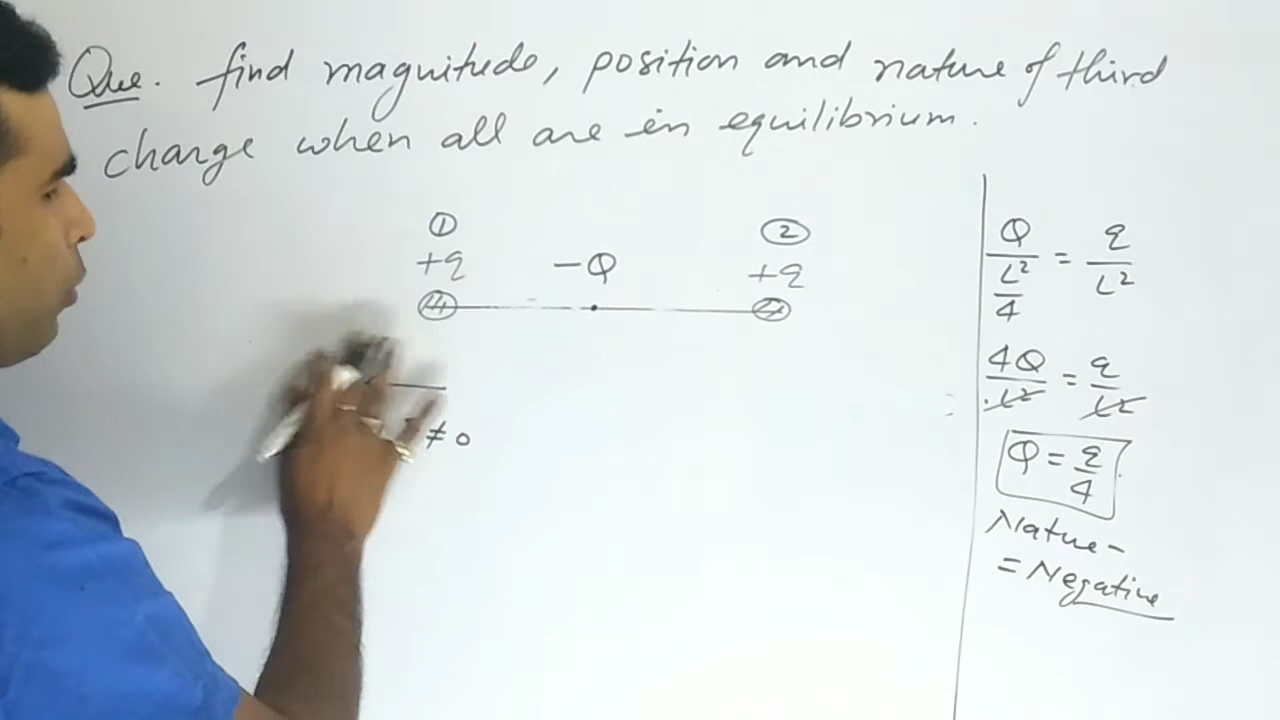 Que. find magnitude, position and nature of third
charge when all are in equilibrium.
① ②
+q -Q +q
≠ 0
Q/(L²/4) = q/L²
4Q/L² = q/L²
Q = q/4
Nature -
= Negative